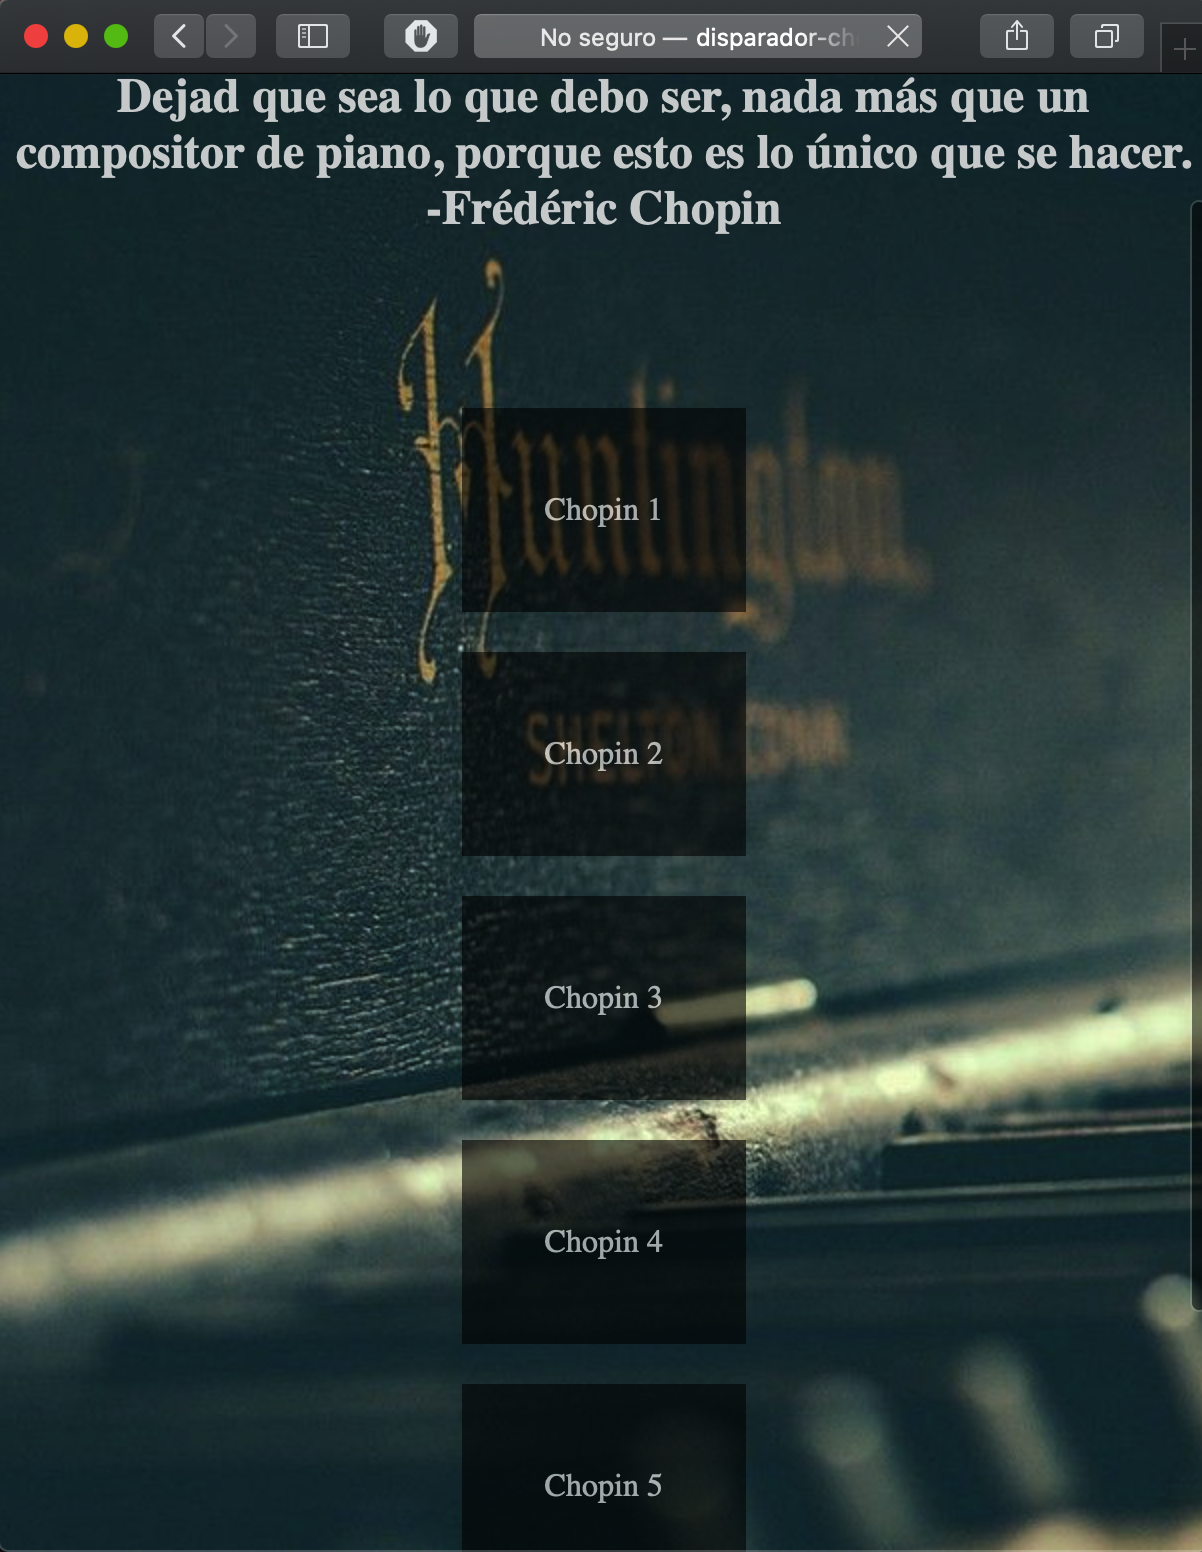 No seguro — disparador-ch
Dejad que sea lo que debo ser, nada más que un
compositor de piano, porque esto es lo único que se hacer.
-Frédéric Chopin
Huntington
Chopin 1
SHELTON, CONN.
Chopin 2
Chopin 3
Chopin 4
Chopin 5